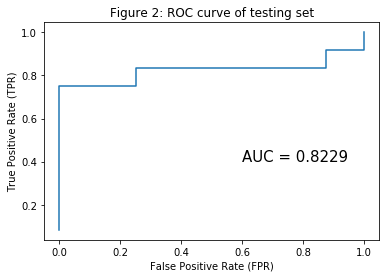 Figure 2: ROC curve of testing set
1.0
0.8
0.6
0.4
0.2
True Positive Rate (TPR)
AUC = 0.8229
0.0 0.2 0.4 0.6 0.8 1.0
False Positive Rate (FPR)